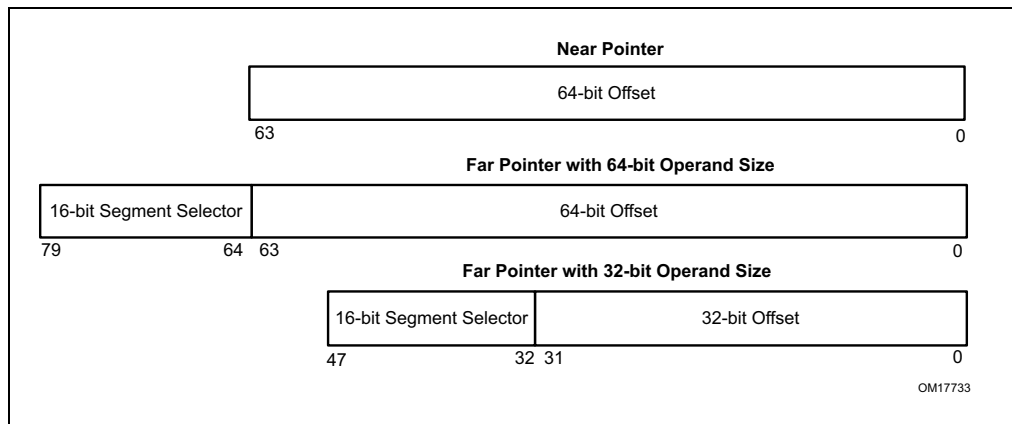 Near Pointer
64-bit Offset
63 0
Far Pointer with 64-bit Operand Size
16-bit Segment Selector 64-bit Offset
79 64 63 0
Far Pointer with 32-bit Operand Size
16-bit Segment Selector 32-bit Offset
47 32 31 0
OM17733